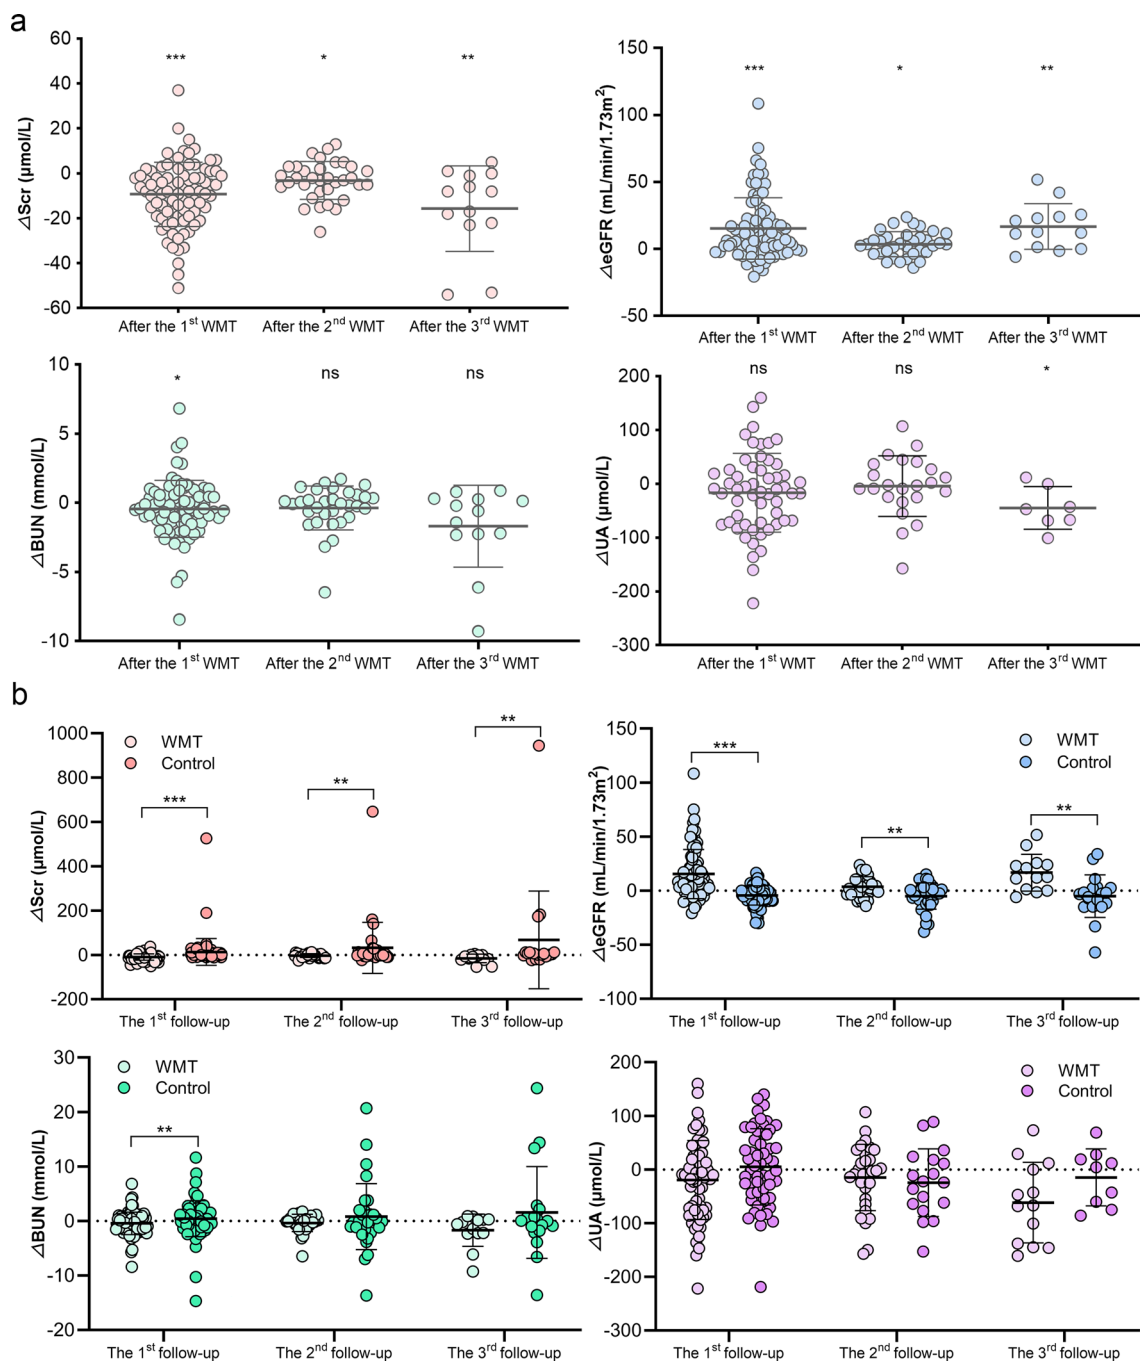 a
ΔScr (μmol/L)
60
40
20
0
-20
-40
-60
***
*
**
After the 1st WMT
After the 2nd WMT
After the 3rd WMT
ΔeGFR (mL/min/1.73m²)
150
100
50
0
-50
***
*
**
After the 1st WMT
After the 2nd WMT
After the 3rd WMT
ΔBUN (mmol/L)
10
5
0
-5
-10
*
ns
ns
After the 1st WMT
After the 2nd WMT
After the 3rd WMT
ΔUA (μmol/L)
200
100
0
-100
-200
-300
ns
ns
*
After the 1st WMT
After the 2nd WMT
After the 3rd WMT
b
ΔScr (μmol/L)
1000
800
600
400
200
0
-200
WMT
Control
***
**
**
The 1st follow-up
The 2nd follow-up
The 3rd follow-up
ΔeGFR (mL/min/1.73m²)
150
100
50
0
-50
-100
WMT
Control
***
**
**
The 1st follow-up
The 2nd follow-up
The 3rd follow-up
ΔBUN (mmol/L)
30
20
10
0
-10
-20
WMT
Control
**
The 1st follow-up
The 2nd follow-up
The 3rd follow-up
ΔUA (μmol/L)
200
100
0
-100
-200
-300
WMT
Control
The 1st follow-up
The 2nd follow-up
The 3rd follow-up